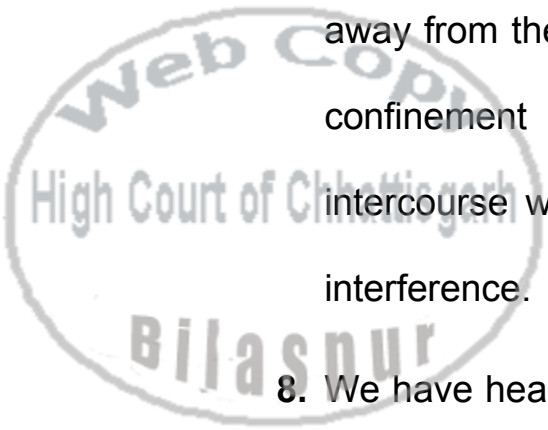 away from the
confinement
intercourse w
interference.
8. We have hea
Web Copy
High Court of Chhattisgarh
Bilaspur